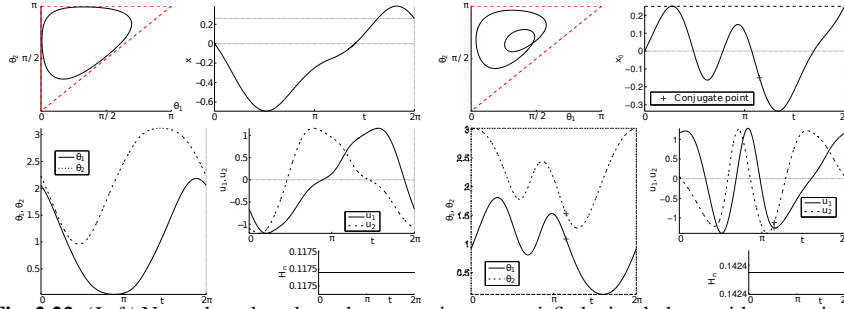 π
θ₂ π/2
π/2 θ₁ π
x
0.2
0
−0.2
−0.4
−0.6
0 π t 2π
π
θ₂ π/2
π/2 θ₁ π
x₀
0.3
0.2
0.1
0
−0.1
−0.2
−0.3
+ Conjugate point
0 π t 2π
θ₁, θ₂
3
2.5
2
1.5
1
0.5
θ₁
θ₂
0 π t 2π
u₁, u₂
1
0.5
0
−0.5
−1
u₁
u₂
0 π t 2π
Hₙ
0.1175
0.1175
0.1175
0 π t 2π
θ₁, θ₂
3
2.5
2
1.5
1
0.5
θ₁
θ₂
0 π t 2π
u₁, u₂
1
0.5
0
−0.5
−1
u₁
u₂
0 π t 2π
Hₙ
0.1424
0.1424
0 π t 2π